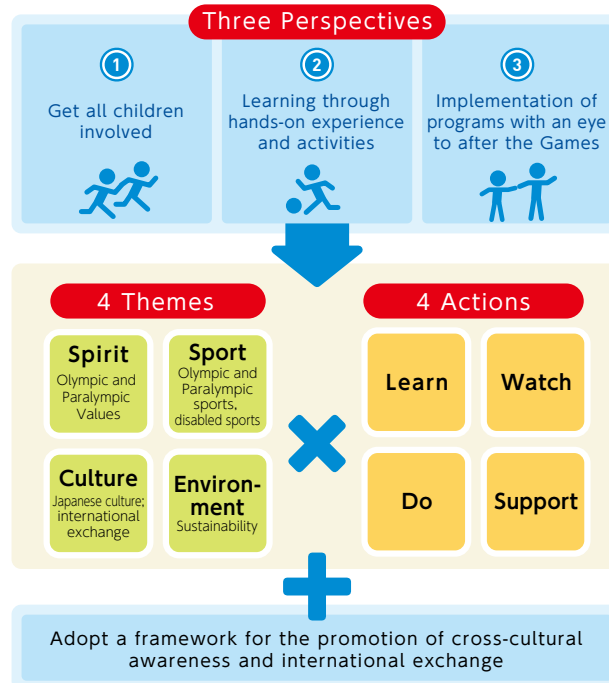 Three Perspectives
1
Get all children
involved
2
Learning through
hands-on experience
and activities
3
Implementation of
programs with an eye
to after the Games
4 Themes
Spirit
Olympic and
Paralympic
Values
Sport
Olympic and
Paralympic
sports,
disabled sports
Culture
Japanese culture;
international
exchange
Environ-
ment
Sustainability
4 Actions
Learn
Watch
Do
Support
Adopt a framework for the promotion of cross-cultural
awareness and international exchange